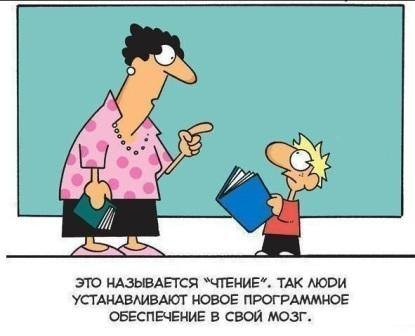 ЭТО НАЗЫВАЕТСЯ "ЧТЕНИЕ". ТАК ЛЮДИ
УСТАНАВЛИВАЮТ НОВОЕ ПРОГРАММНОЕ
ОБЕСПЕЧЕНИЕ В СВОЙ МОЗГ.